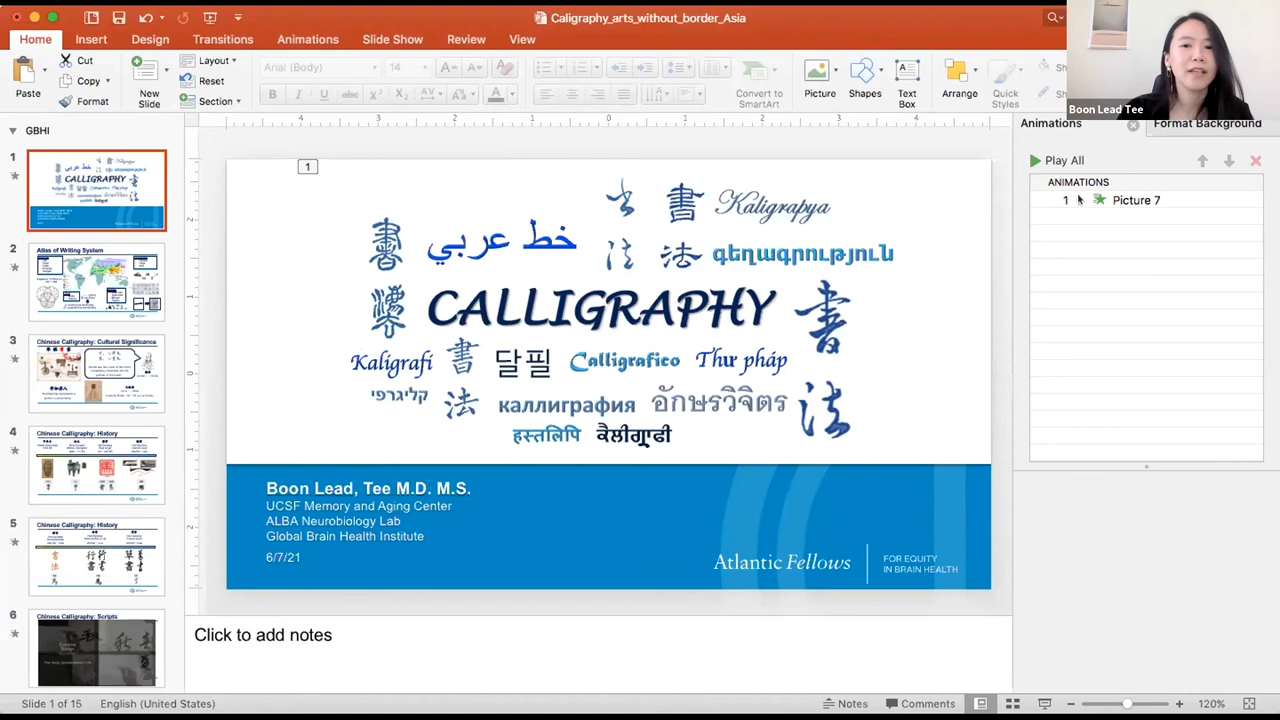 Caligraphy_arts_without_border_Asia
Home Insert Design Transitions Animations Slide Show Review View
Paste
Cut
Copy
Format
New Slide
Layout
Reset
Section
Arial (Body) 14
Convert to SmartArt
Picture
Shapes
Text Box
Arrange
Quick Styles
Boon Lead Tee
Animations
Format Background
Play All
ANIMATIONS
1 Picture 7
GBHI
1
2
Atlas of Writing System
3
Chinese Calligraphy: Cultural Significance
4
Chinese Calligraphy: History
5
Chinese Calligraphy: History
6
Chinese Calligraphy: Scripts
1
書 Kaligrapya
خط عربي
法 գեղագրություն
CALLIGRAPHY
書法
Kaligrafi 書 달필 Calligrafico Thư pháp
קליגרפי 法 каллиграфия อักษรวิจิตร
हस्तलिपि ਕੈਲੀਗ੍ਰਾਫੀ
Boon Lead, Tee M.D. M.S.
UCSF Memory and Aging Center
ALBA Neurobiology Lab
Global Brain Health Institute
6/7/21
Atlantic Fellows
FOR EQUITY
IN BRAIN HEALTH
Click to add notes
Slide 1 of 15 English (United States) Notes Comments 120%